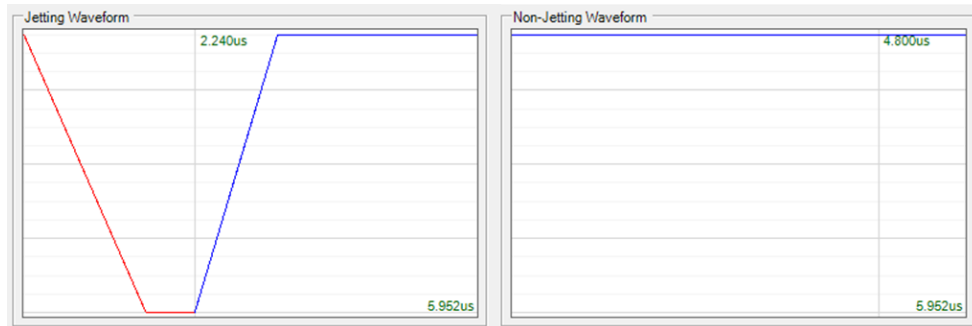 Jetting Waveform
2.240us
5.952us
Non-Jetting Waveform
4.800us
5.952us